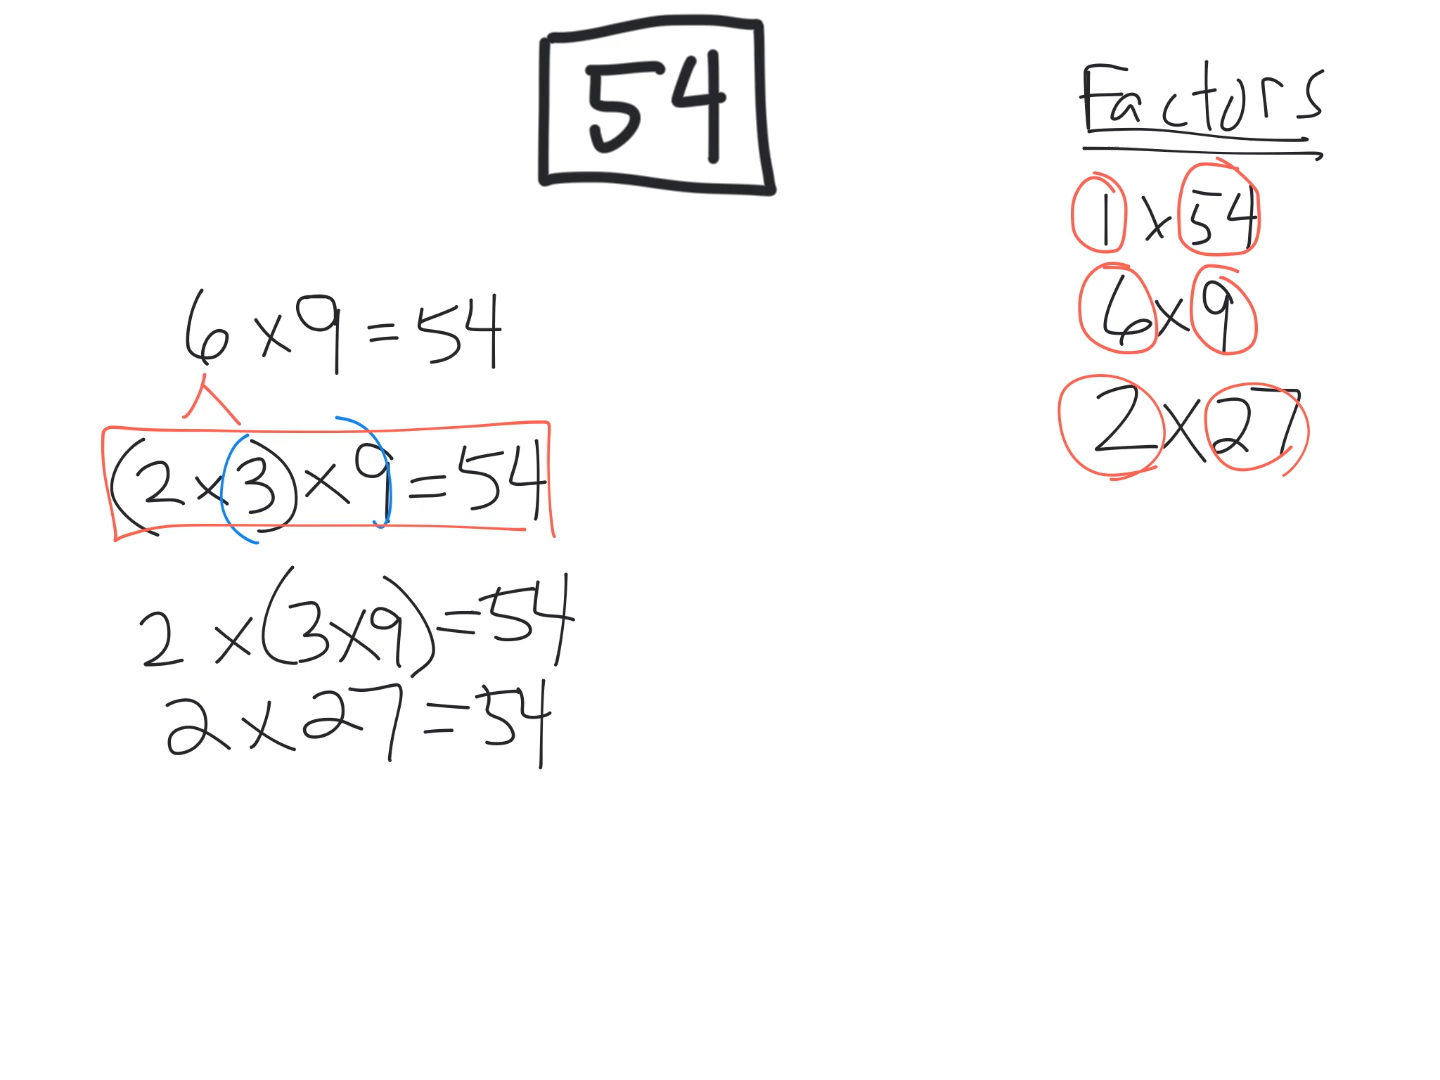 54
Factors
1 x 54
6 x 9
2 x 27
6 x 9 = 54
(2 x 3) x 9 = 54
2 x (3 x 9) = 54
2 x 27 = 54